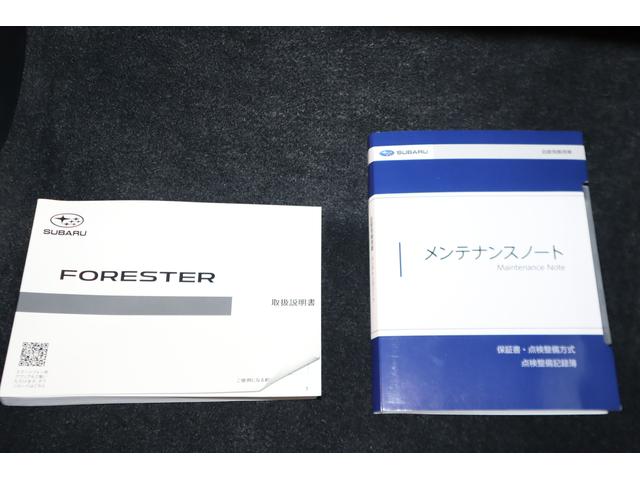 SUBARU
FORESTER
取扱説明書
SUBARU
メンテナンスノート
Maintenance Note
保証書・点検整備方式
点検整備記録簿